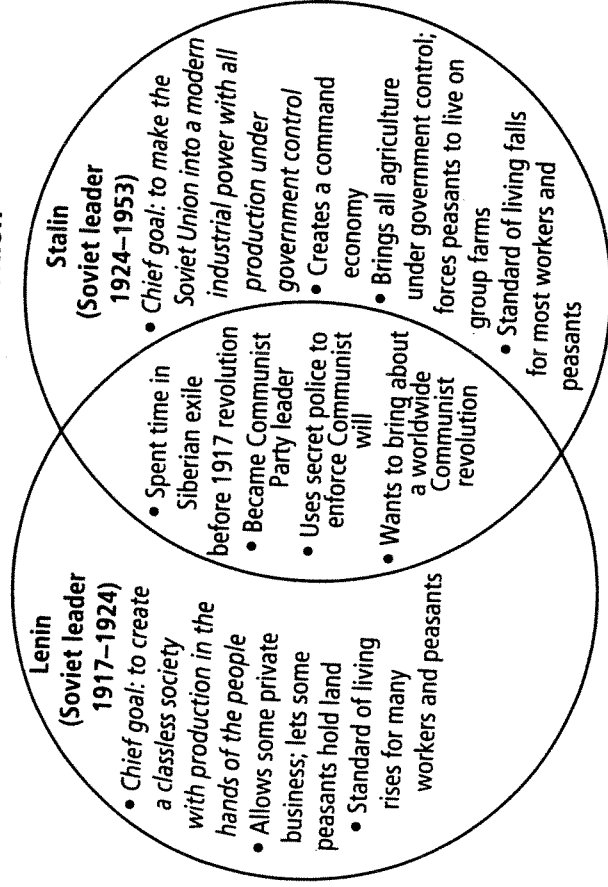 Lenin
(Soviet leader
1917–1924)
• Chief goal: to create
a classless society
with production in the
hands of the people
• Allows some private
business; lets some
peasants hold land
• Standard of living
rises for many
workers and peasants
• Spent time in
Siberian exile
before 1917 revolution
• Became Communist
Party leader
• Uses secret police to
enforce Communist
will
• Wants to bring about
a worldwide
Communist
revolution
Stalin
(Soviet leader
1924–1953)
• Chief goal: to make the
Soviet Union into a modern
industrial power with all
production under
government control
• Creates a command
economy
• Brings all agriculture
under government control;
forces peasants to live on
group farms
• Standard of living falls
for most workers and
peasants